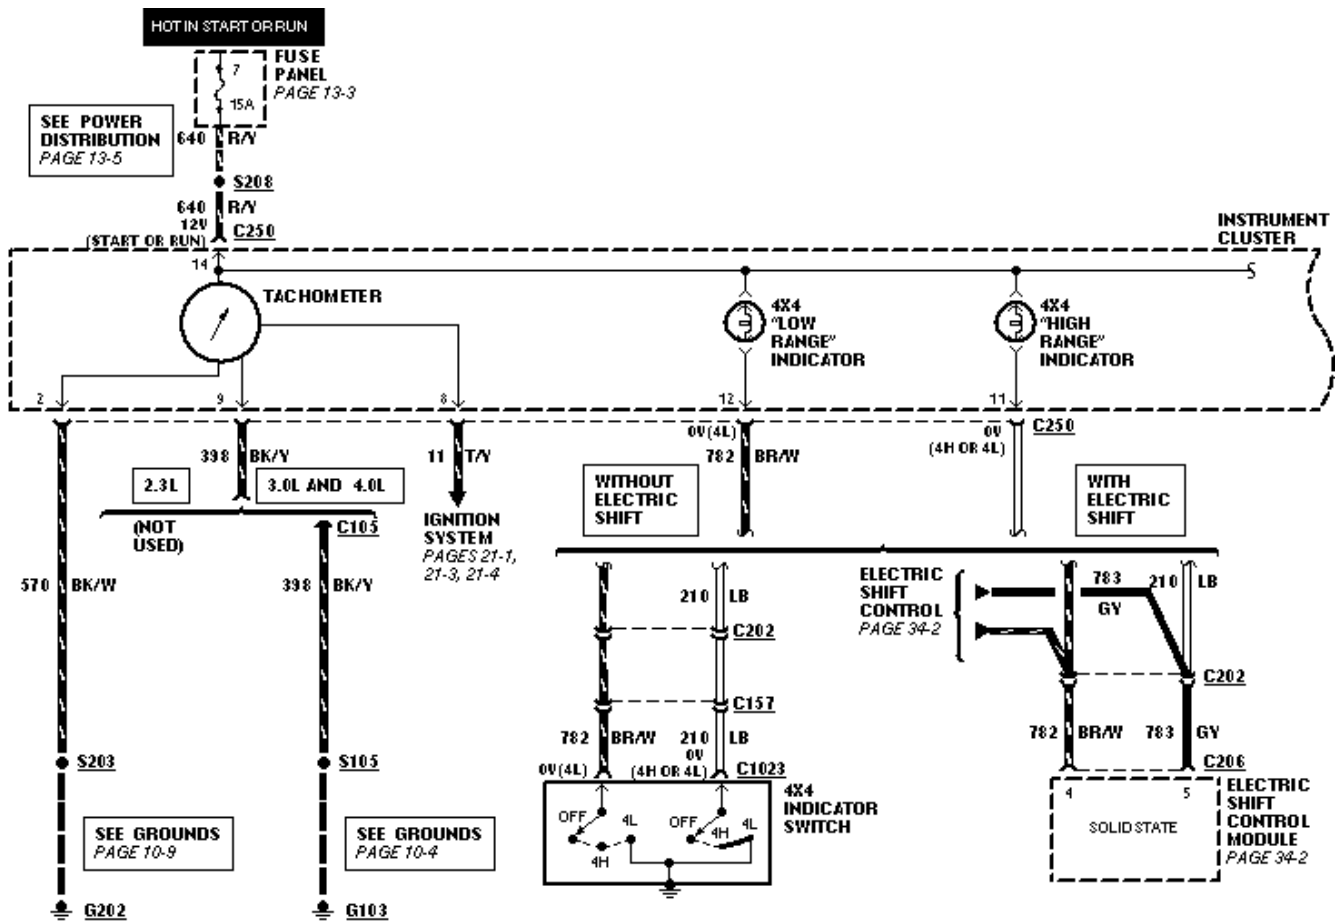 HOT IN START OR RUN
7
15A
FUSE
PANEL
PAGE 13-3
SEE POWER
DISTRIBUTION
PAGE 13-5
640 R/Y
S208
640 R/Y
12V
(START OR RUN)
C250
INSTRUMENT
CLUSTER
14
TACHOMETER
4X4
"LOW
RANGE"
INDICATOR
4X4
"HIGH
RANGE"
INDICATOR
2
9
8
12
11
C250
398 BK/Y
11 T/Y
0V(4L)
782 BR/W
0V
(4H OR 4L)
2.3L
3.0L AND 4.0L
(NOT
USED)
C105
IGNITION
SYSTEM
PAGES 21-1,
21-3, 21-4
WITHOUT
ELECTRIC
SHIFT
WITH
ELECTRIC
SHIFT
570 BK/W
398 BK/Y
210 LB
C202
C157
ELECTRIC
SHIFT
CONTROL
PAGE 34-2
783
GY
210 LB
C202
782 BR/W
210 LB
0V(4L)
0V
(4H OR 4L)
C1023
782 BR/W
783 GY
C206
S203
S105
4X4
INDICATOR
SWITCH
OFF
4L
4H
OFF
4H
4L
4
5
SOLID STATE
ELECTRIC
SHIFT
CONTROL
MODULE
PAGE 34-2
SEE GROUNDS
PAGE 10-9
SEE GROUNDS
PAGE 10-4
G202
G103